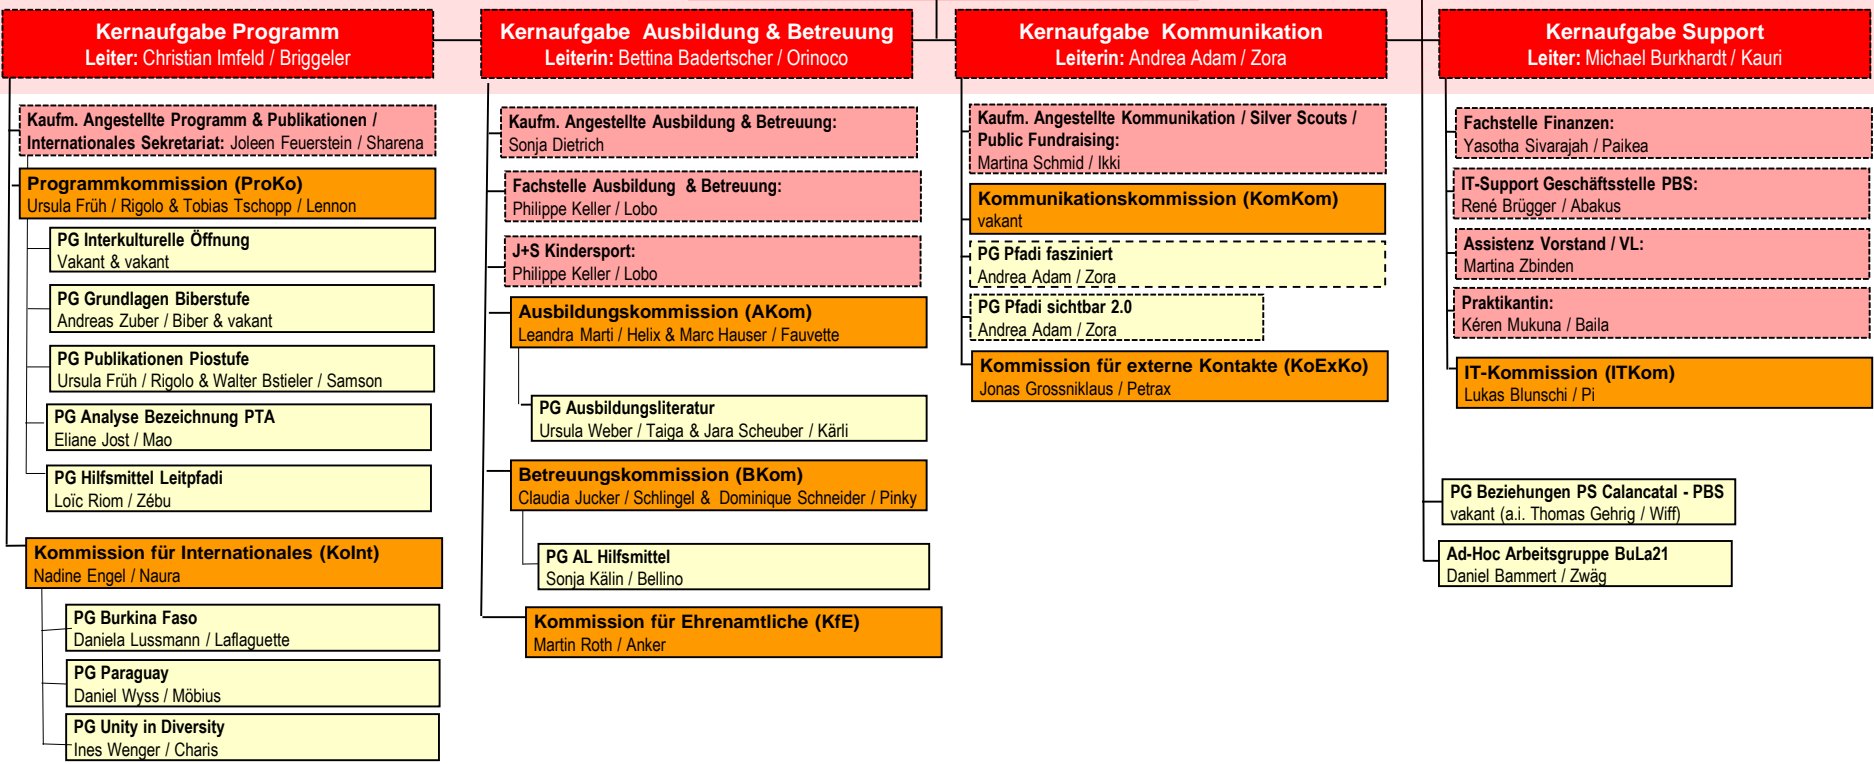 Kernaufgabe Programm
Leiter: Christian Imfeld / Briggeler
Kaufm. Angestellte Programm & Publikationen /
Internationales Sekretariat: Joleen Feuerstein / Sharena
Programmkommission (ProKo)
Ursula Früh / Rigolo & Tobias Tschopp / Lennon
PG Interkulturelle Öffnung
Vakant & vakant
PG Grundlagen Biberstufe
Andreas Zuber / Biber & vakant
PG Publikationen Piostufe
Ursula Früh / Rigolo & Walter Bstieler / Samson
PG Analyse Bezeichnung PTA
Eliane Jost / Mao
PG Hilfsmittel Leitpfadi
Loïc Riom / Zébu
Kommission für Internationales (KoInt)
Nadine Engel / Naura
PG Burkina Faso
Daniela Lussmann / Laflaguette
PG Paraguay
Daniel Wyss / Möbius
PG Unity in Diversity
Ines Wenger / Charis
Kernaufgabe Ausbildung & Betreuung
Leiterin: Bettina Badertscher / Orinoco
Kaufm. Angestellte Ausbildung & Betreuung:
Sonja Dietrich
Fachstelle Ausbildung & Betreuung:
Philippe Keller / Lobo
J+S Kindersport:
Philippe Keller / Lobo
Ausbildungskommission (AKom)
Leandra Marti / Helix & Marc Hauser / Fauvette
PG Ausbildungsliteratur
Ursula Weber / Taiga & Jara Scheuber / Kärli
Betreuungskommission (BKom)
Claudia Jucker / Schlingel & Dominique Schneider / Pinky
PG AL Hilfsmittel
Sonja Kälin / Bellino
Kommission für Ehrenamtliche (KfE)
Martin Roth / Anker
Kernaufgabe Kommunikation
Leiterin: Andrea Adam / Zora
Kaufm. Angestellte Kommunikation / Silver Scouts /
Public Fundraising:
Martina Schmid / Ikki
Kommunikationskommission (KomKom)
vakant
PG Pfadi fasziniert
Andrea Adam / Zora
PG Pfadi sichtbar 2.0
Andrea Adam / Zora
Kommission für externe Kontakte (KoExKo)
Jonas Grossniklaus / Petrax
Kernaufgabe Support
Leiter: Michael Burkhardt / Kauri
Fachstelle Finanzen:
Yasotha Sivarajah / Paikea
IT-Support Geschäftsstelle PBS:
René Brügger / Abakus
Assistenz Vorstand / VL:
Martina Zbinden
Praktikantin:
Kéren Mukuna / Baila
IT-Kommission (ITKom)
Lukas Blunschi / Pi
PG Beziehungen PS Calancatal - PBS
vakant (a.i. Thomas Gehrig / Wiff)
Ad-Hoc Arbeitsgruppe BuLa21
Daniel Bammert / Zwäg